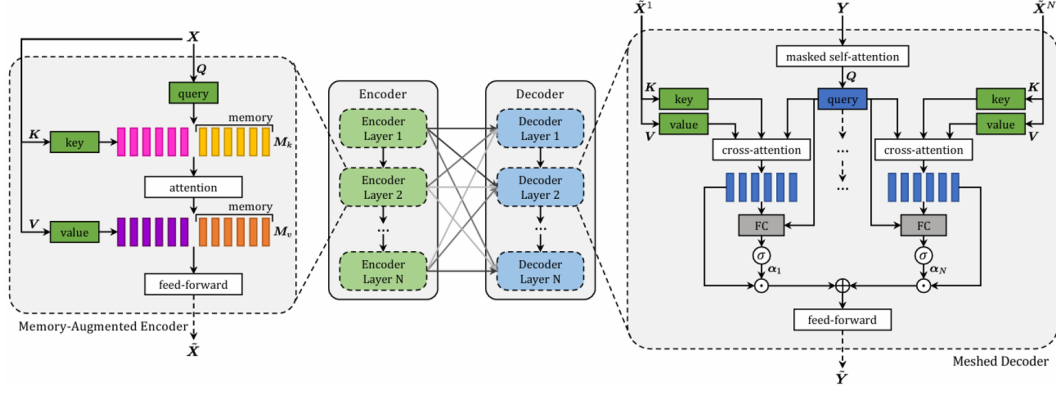 X
Q
query
memory
K
key
M_k
attention
memory
V
value
M_v
feed-forward
Memory-Augmented Encoder
X̃
Encoder
Encoder
Layer 1
Encoder
Layer 2
...
Encoder
Layer N
Decoder
Decoder
Layer 1
Decoder
Layer 2
...
Decoder
Layer N
X̃¹
Y
X̃ᴺ
masked self-attention
Q
K
key
query
key
K
V
value
value
V
cross-attention
...
cross-attention
...
FC
FC
σ
σ
α₁
α_N
feed-forward
Meshed Decoder
Ỹ